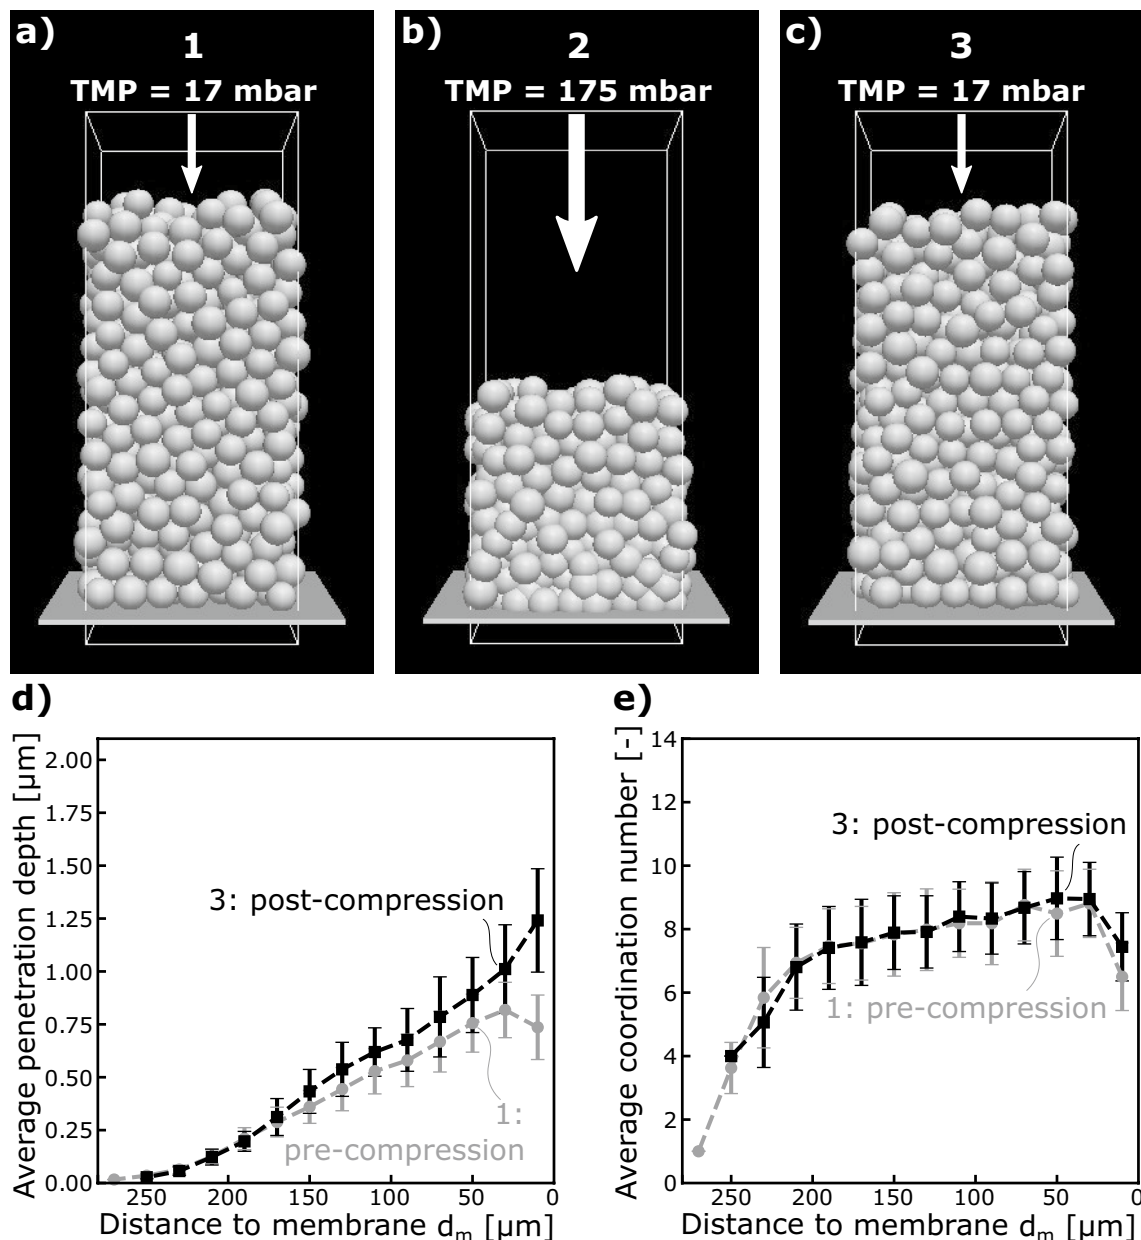 a)
1
TMP = 17 mbar
b)
2
TMP = 175 mbar
c)
3
TMP = 17 mbar
d)
Average penetration depth [µm]
2.00
1.75
1.50
1.25
1.00
0.75
0.50
0.25
0.00
3: post-compression
1:
pre-compression
250 200 150 100 50 0
Distance to membrane dₘ [µm]
e)
Average coordination number [-]
14
12
10
8
6
4
2
0
3: post-compression
1: pre-compression
250 200 150 100 50 0
Distance to membrane dₘ [µm]